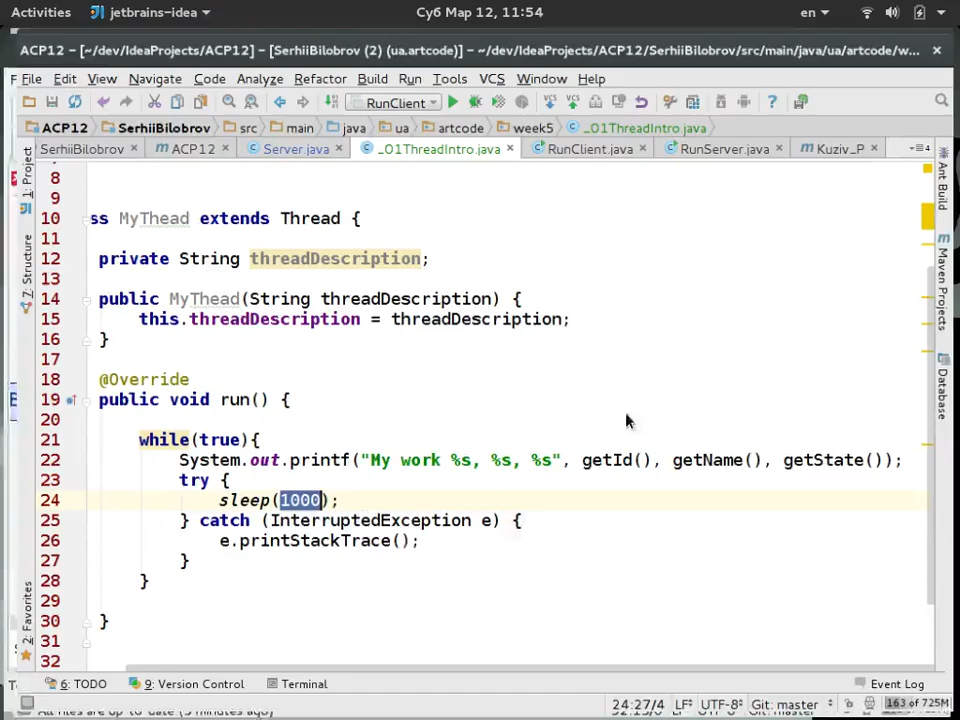 Activities jetbrains-idea Суб Мар 12, 11:54 en
ACP12 – [~/dev/IdeaProjects/ACP12] – [SerhiiBilobrov (2) (ua.artcode)] – ~/dev/IdeaProjects/ACP12/SerhiiBilobrov/src/main/java/ua/artcode/w...
File Edit View Navigate Code Analyze Refactor Build Run Tools VCS Window Help
RunClient
ACP12 SerhiiBilobrov src main java ua artcode week5 _01ThreadIntro.java
SerhiiBilobrov ACP12 Server.java _01ThreadIntro.java RunClient.java RunServer.java Kuziv_P 4
1: Project
7: Structure
2: Favorites
8
9
10 ss MyThead extends Thread {
11
12 private String threadDescription;
13
14 public MyThead(String threadDescription) {
15 this.threadDescription = threadDescription;
16 }
17
18 @Override
19 public void run() {
20
21 while(true){
22 System.out.printf("My work %s, %s, %s", getId(), getName(), getState());
23 try {
24 sleep(1000);
25 } catch (InterruptedException e) {
26 e.printStackTrace();
27 }
28 }
29
30 }
31
32
Ant Build
Maven Projects
Database
6: TODO 9: Version Control Terminal Event Log
24:27/4 LF UTF-8 Git: master 163 of 725M